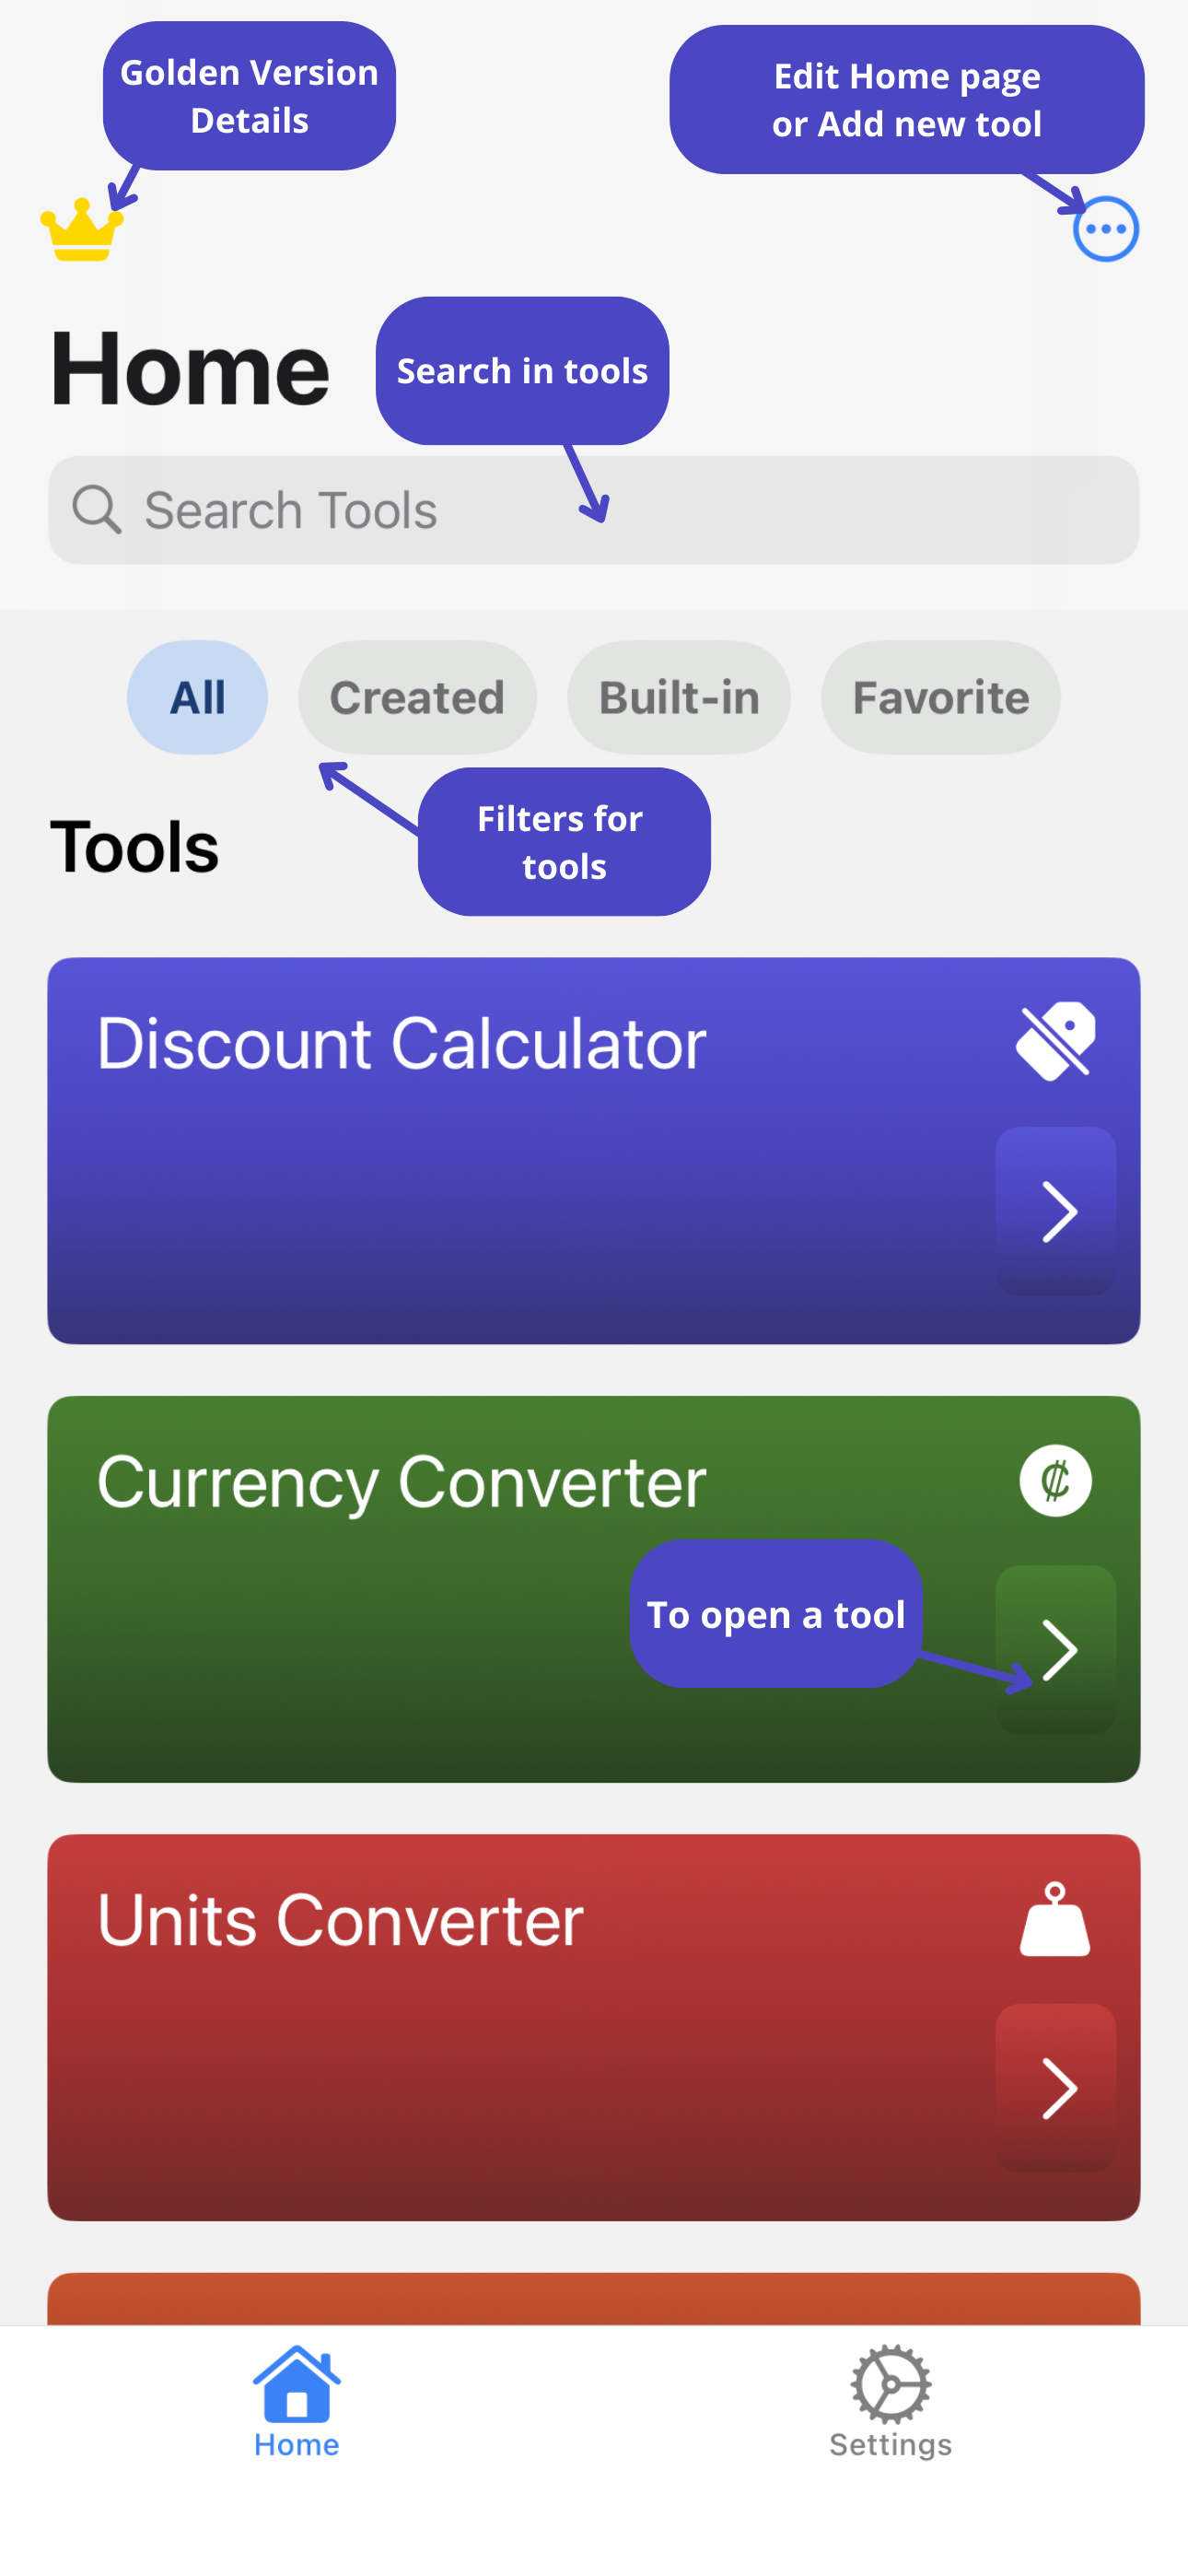 Golden Version
Details
Edit Home page
or Add new tool
Home
Search in tools
Search Tools
All
Created
Built-in
Favorite
Filters for
tools
Tools
Discount Calculator
Currency Converter
₡
To open a tool
Units Converter
Home
Settings